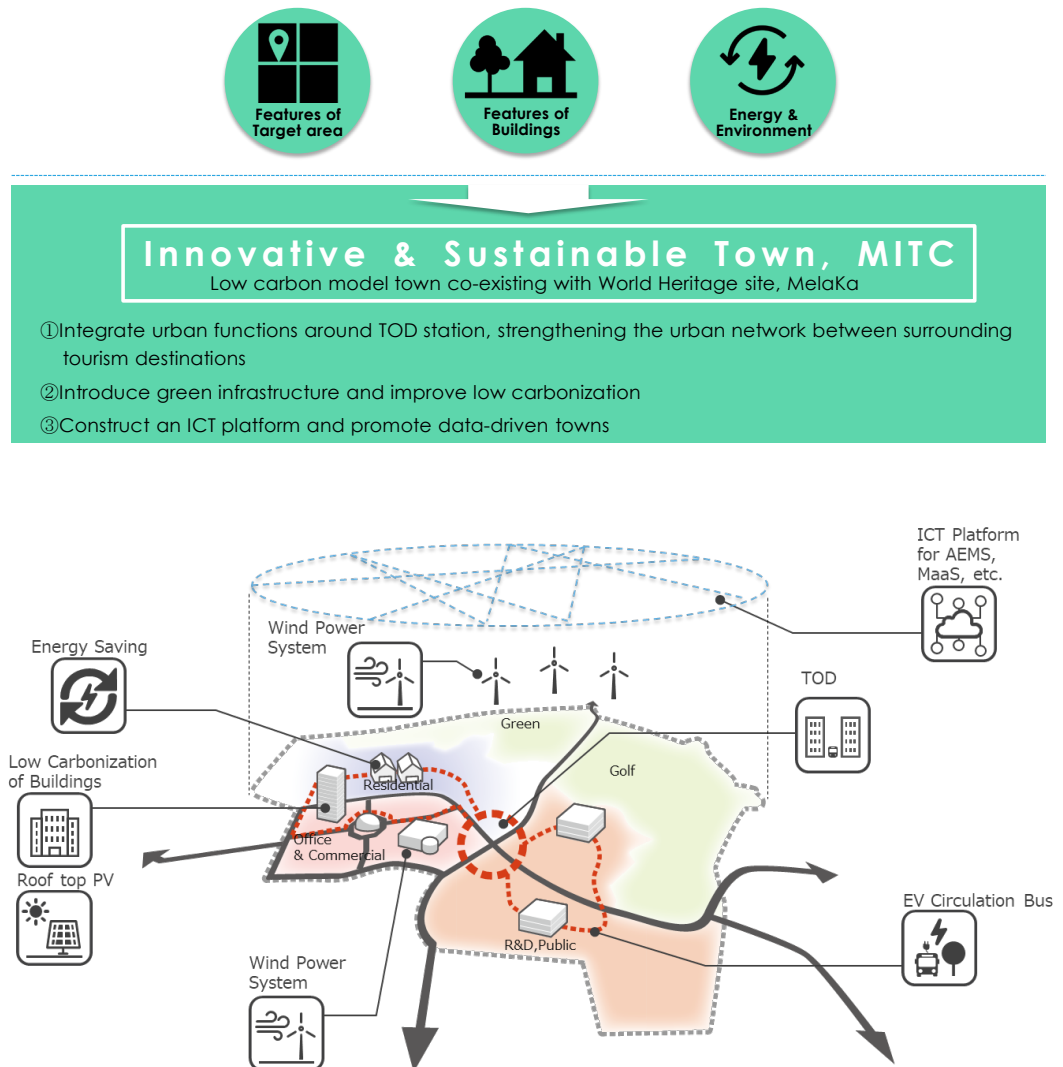 Features of
Target area
Features of
Buildings
Energy &
Environment
Innovative & Sustainable Town, MITC
Low carbon model town co-existing with World Heritage site, MelaKa
①Integrate urban functions around TOD station, strengthening the urban network between surrounding
tourism destinations
②Introduce green infrastructure and improve low carbonization
③Construct an ICT platform and promote data-driven towns
ICT Platform
for AEMS,
MaaS, etc.
Wind Power
System
Energy Saving
TOD
Green
Golf
Low Carbonization
of Buildings
Residential
Office
& Commercial
Roof top PV
EV Circulation Bus
R&D,Public
Wind Power
System